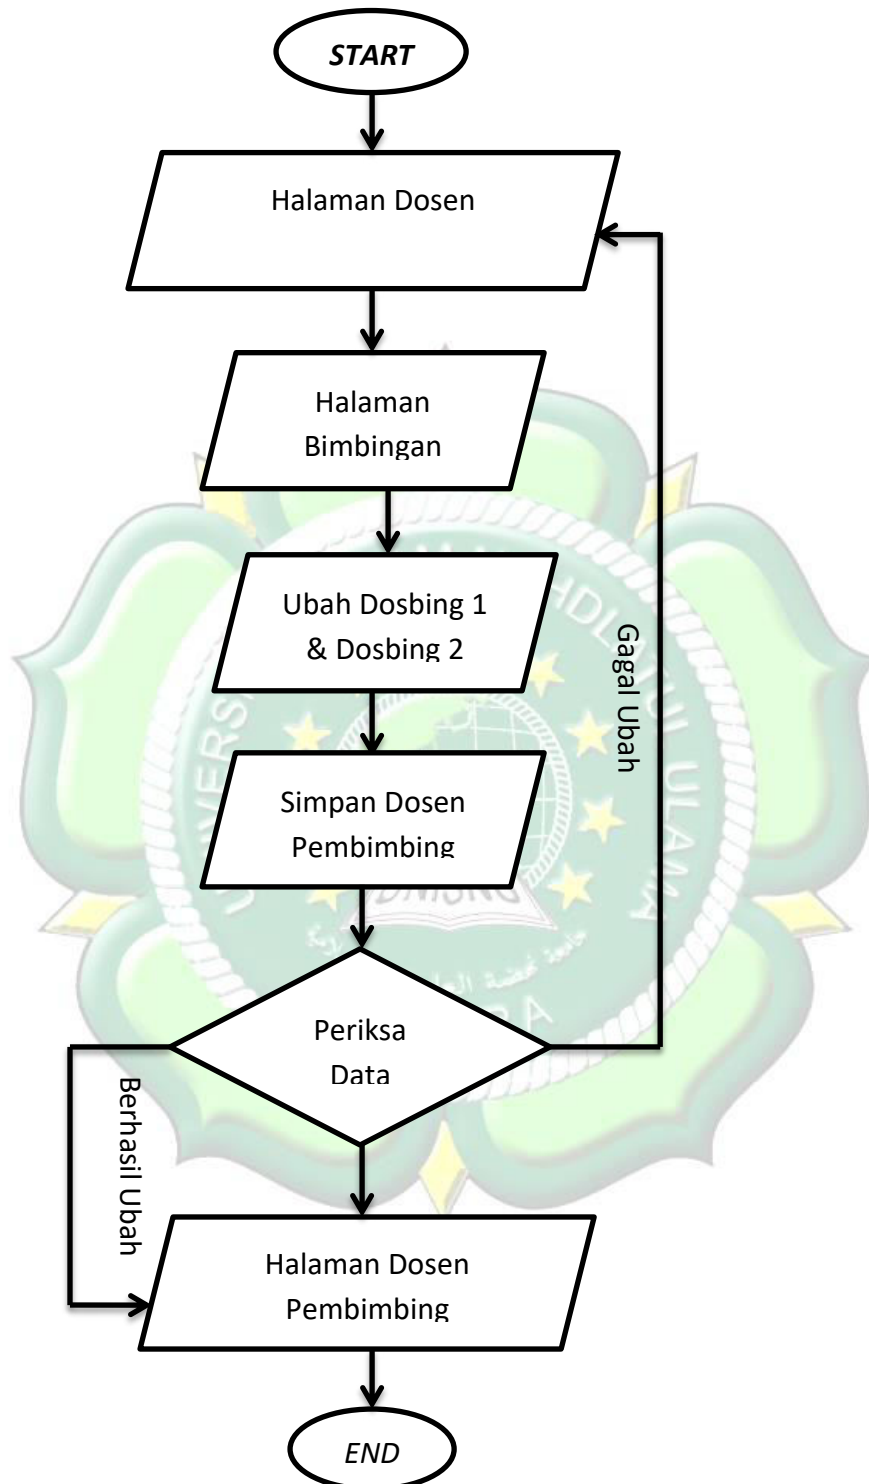 START
Halaman Dosen
Halaman
Bimbingan
Ubah Dosbing 1
& Dosbing 2
Gagal Ubah
Simpan Dosen
Pembimbing
Periksa
Data
Berhasil Ubah
Halaman Dosen
Pembimbing
END